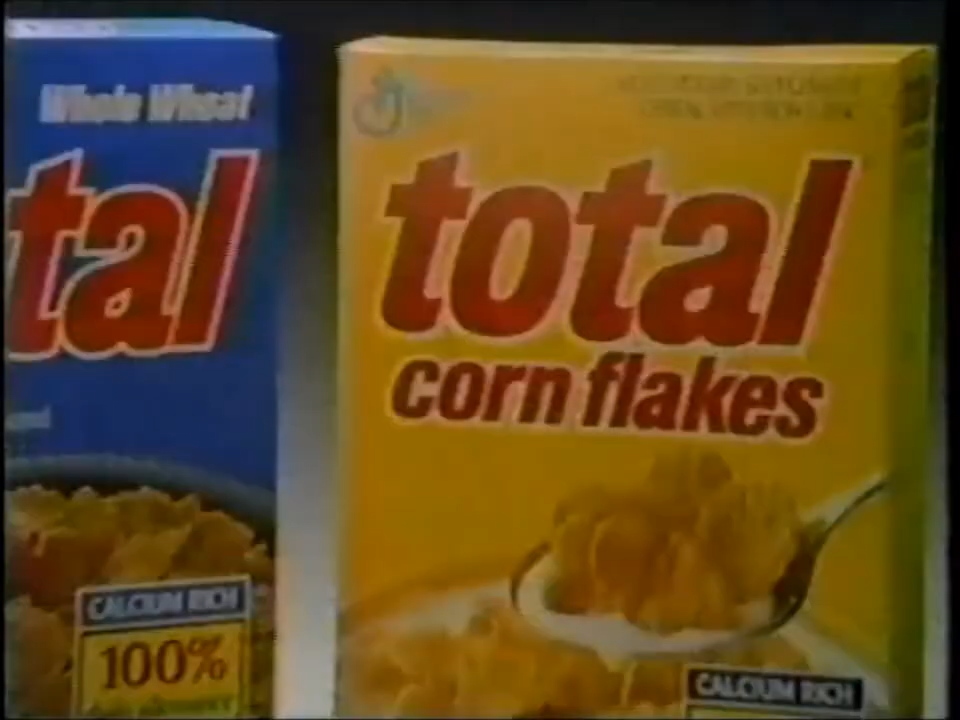 Whole Wheat
tal
CALCIUM RICH
100%
total
corn flakes
CALCIUM RICH